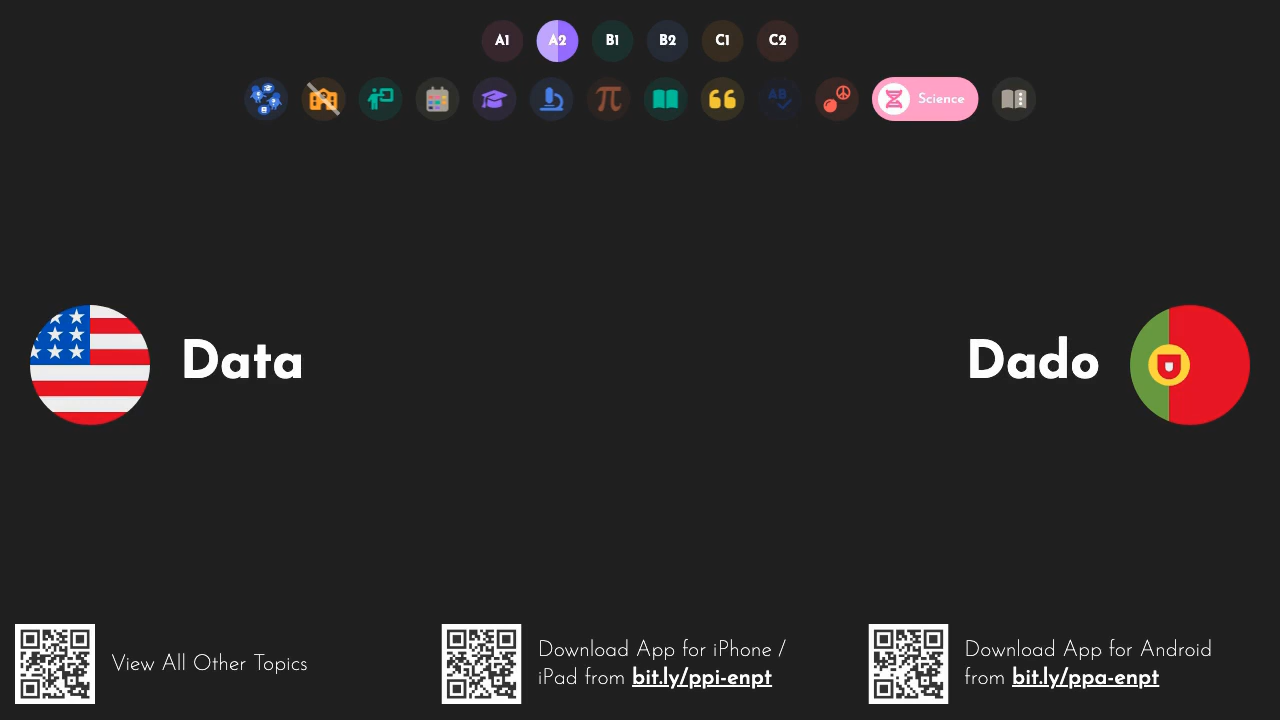 A1
A2
B1
B2
C1
C2
AB
Science
Data
Dado
View All Other Topics
Download App for iPhone /
iPad from bit.ly/ppi-enpt
Download App for Android
from bit.ly/ppa-enpt